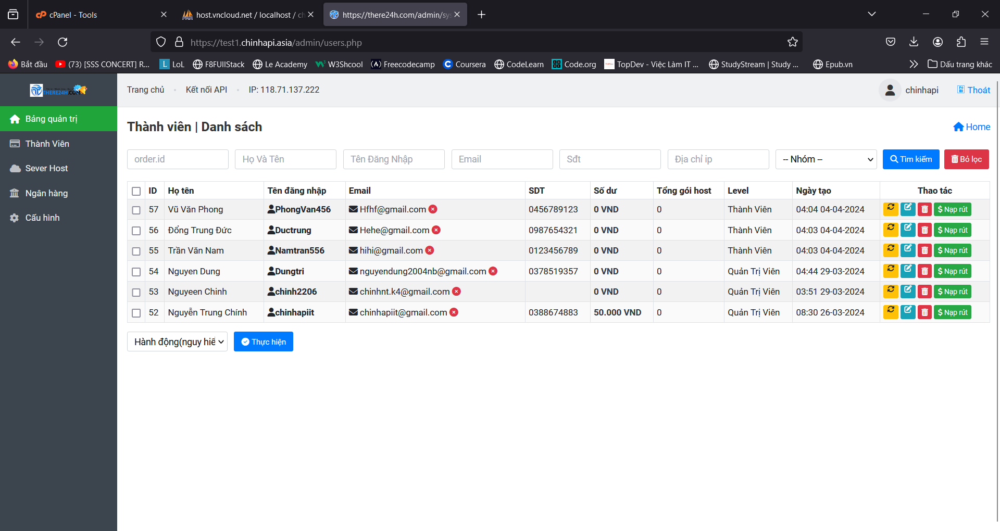 cPanel - Tools
host.vncloud.net / localhost / ch
https://there24h.com/admin/sys
https://test1.chinhapi.asia/admin/users.php
Bắt đầu
(73) [SSS CONCERT] R...
LoL
F8FUllStack
Le Academy
W3Shcool
Freecodecamp
Coursera
CodeLearn
Code.org
TopDev - Việc Làm IT ...
StudyStream | Study ...
Epub.vn
Dấu trang khác
THERE24H.COM
Trang chủ • Kết nối API • IP: 118.71.137.222
chinhapi
Thoát
Bảng quản trị
Thành Viên
Sever Host
Ngân hàng
Cấu hình
Thành viên | Danh sách
Home
order.id
Họ Và Tên
Tên Đăng Nhập
Email
Sđt
Địa chỉ ip
-- Nhóm --
Tìm kiếm
Bỏ lọc
ID Họ tên Tên đăng nhập Email SDT Số dư Tổng gói host Level Ngày tạo Thao tác
57 Vũ Văn Phong PhongVan456 Hfhf@gmail.com 0456789123 0 VND 0 Thành Viên 04:04 04-04-2024 $ Nạp rút
56 Đổng Trung Đức Ductrung Hehe@gmail.com 0987654321 0 VND 0 Thành Viên 04:03 04-04-2024 $ Nạp rút
55 Trần Văn Nam Namtran556 hihi@gmail.com 0123456789 0 VND 0 Thành Viên 04:03 04-04-2024 $ Nạp rút
54 Nguyen Dung Dungtri nguyendung2004nb@gmail.com 0378519357 0 VND 0 Quản Trị Viên 04:44 29-03-2024 $ Nạp rút
53 Nguyeen Chinh chinh2206 chinhnt.k4@gmail.com 0 VND 0 Quản Trị Viên 03:51 29-03-2024 $ Nạp rút
52 Nguyễn Trung Chính chinhapiit chinhapiit@gmail.com 0388674883 50.000 VND 0 Quản Trị Viên 08:30 26-03-2024 $ Nạp rút
Hành động(nguy hiể
Thực hiện